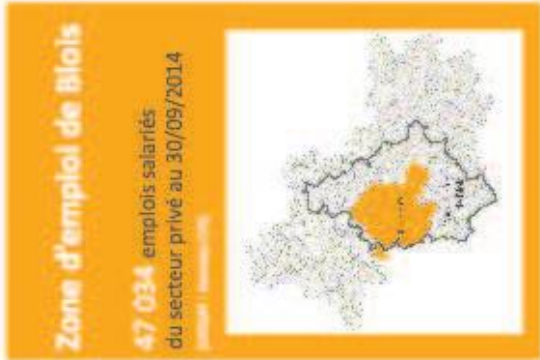 Zone d'emploi de Blois
47 034 emplois salariés
du secteur privé au 30/09/2014